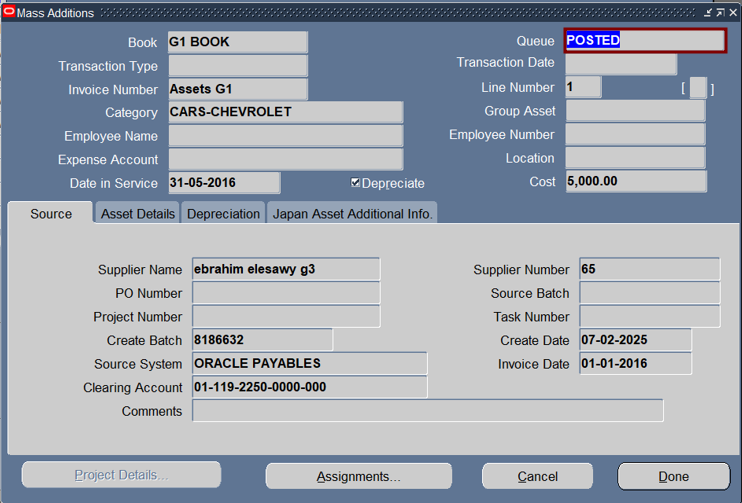 Mass Additions
Book G1 BOOK Queue POSTED
Transaction Type Transaction Date
Invoice Number Assets G1 Line Number 1 [ ]
Category CARS-CHEVROLET Group Asset
Employee Name Employee Number
Expense Account Location
Date in Service 31-05-2016 Depreciate Cost 5,000.00
Source Asset Details Depreciation Japan Asset Additional Info.
Supplier Name ebrahim elesawy g3 Supplier Number 65
PO Number Source Batch
Project Number Task Number
Create Batch 8186632 Create Date 07-02-2025
Source System ORACLE PAYABLES Invoice Date 01-01-2016
Clearing Account 01-119-2250-0000-000
Comments
Project Details... Assignments... Cancel Done